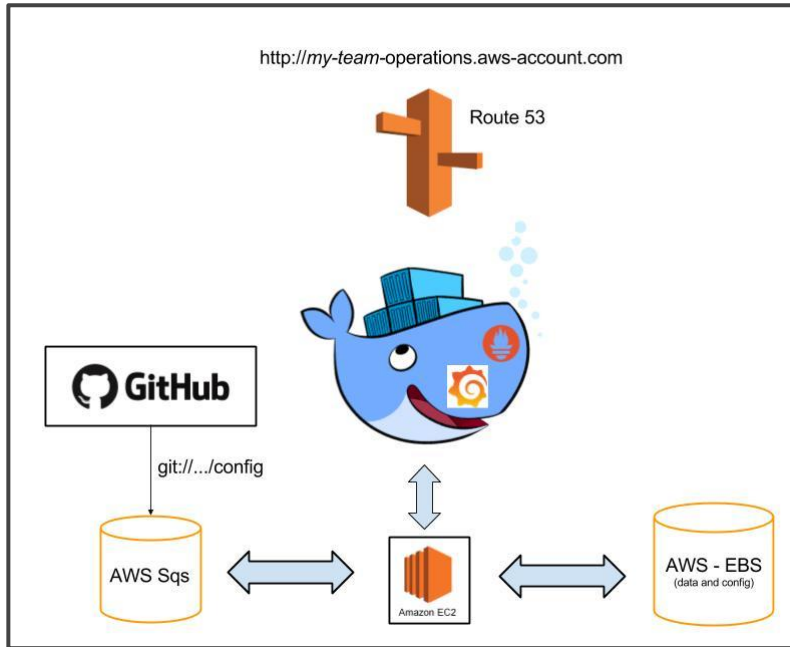 http://my-team-operations.aws-account.com
Route 53
GitHub
git://.../config
AWS Sqs
Amazon EC2
AWS - EBS
(data and config)